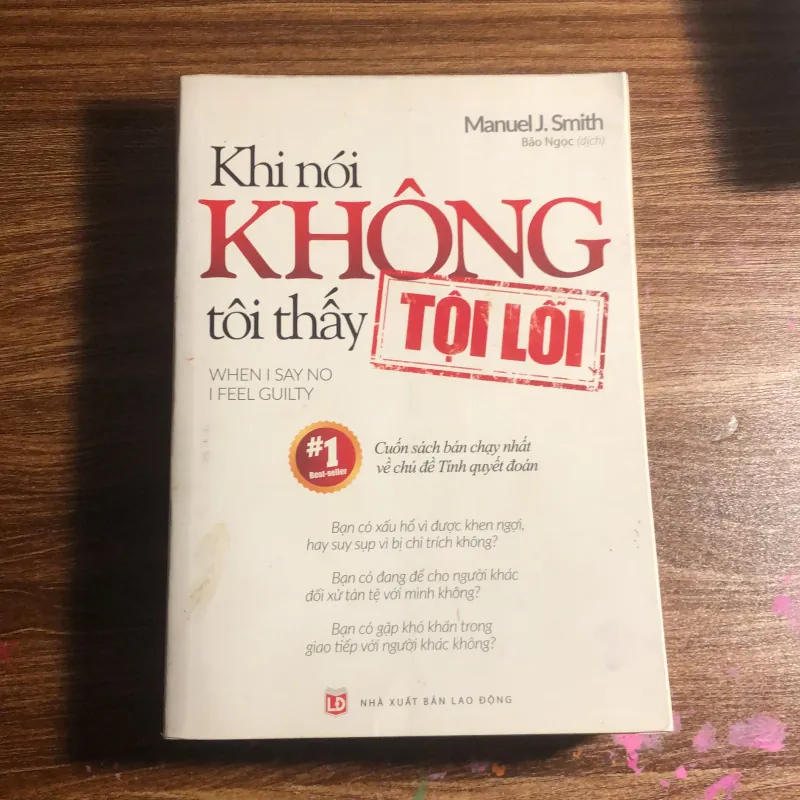 Manuel J. Smith
Bảo Ngọc (dịch)
Khi nói
KHÔNG
tôi thấy
TỘI LỖI
WHEN I SAY NO
I FEEL GUILTY
#1
Best-seller
Cuốn sách bán chạy nhất
về chủ đề Tính quyết đoán
Bạn có xấu hổ vì được khen ngợi,
hay suy sụp vì bị chỉ trích không?
Bạn có đang để cho người khác
đối xử tàn tệ với mình không?
Bạn có gặp khó khăn trong
giao tiếp với người khác không?
LĐ
NHÀ XUẤT BẢN LAO ĐỘNG